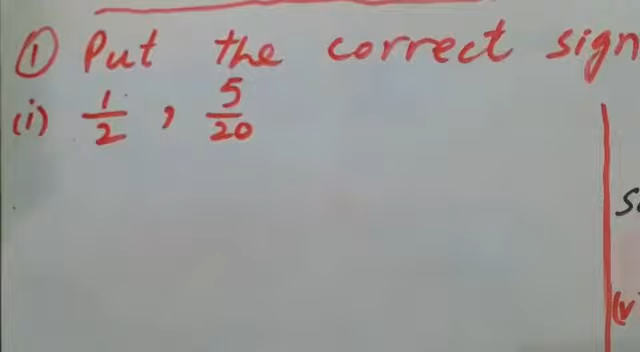 ① Put the correct sign
(i) 1/2 , 5/20